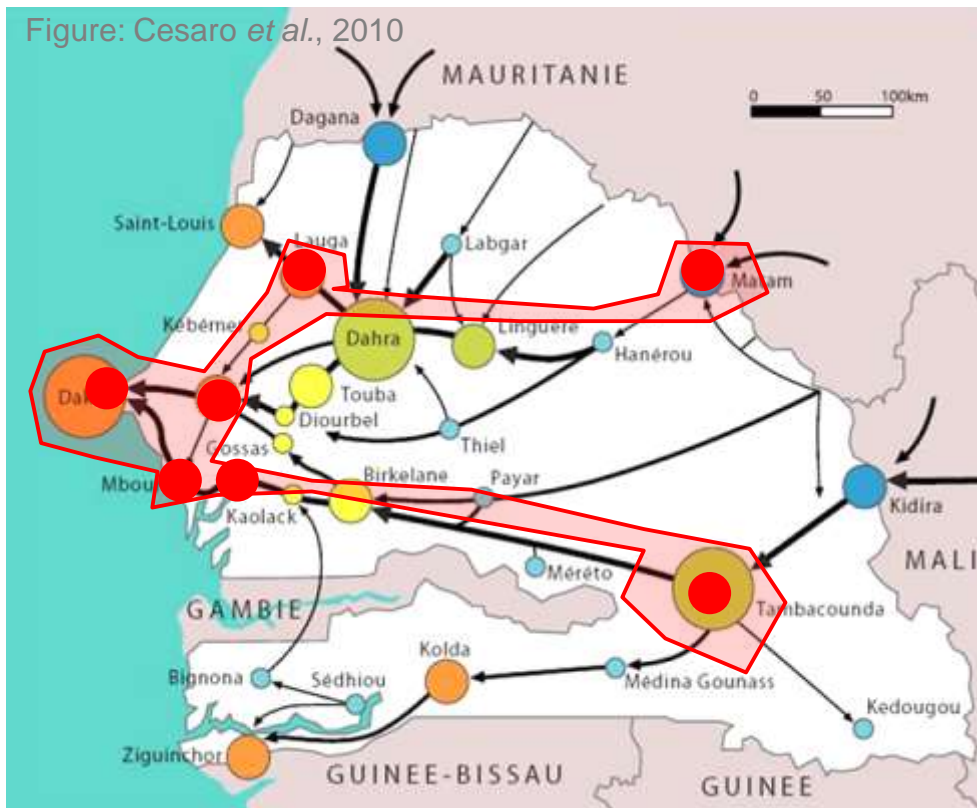 Figure: Cesaro et al., 2010
MAURITANIE
0 50 100km
Dagana
Saint-Louis
Lauga
Labgar
Matam
Kébémer
Dahra
Linguère
Hanérou
Touba
Diourbel
Thiel
Gossas
Mbou
Birkelane
Payar
Kaolack
Kidira
Méréto
MALI
GAMBIE
Tambacounda
Kolda
Bignona
Sédhiou
Médina Gounass
Kedougou
Ziguinchor
GUINEE-BISSAU
GUINEE